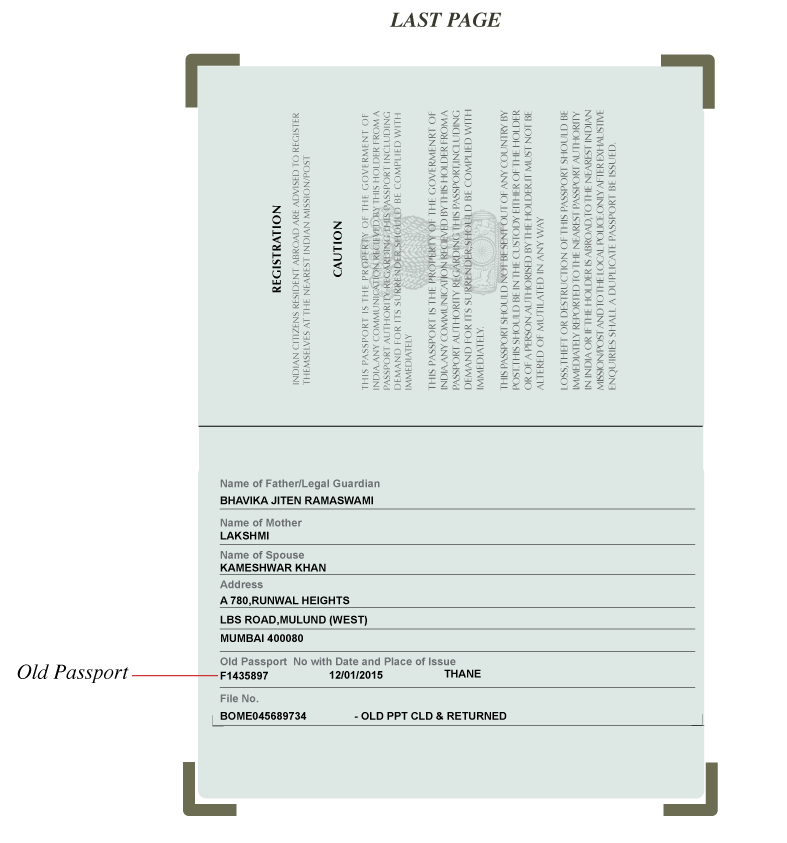 LAST PAGE
REGISTRATION
INDIAN CITIZENS RESIDENT ABROAD ARE ADVISED TO REGISTER
THEMSELVES AT THE NEAREST INDIAN MISSION/POST
CAUTION
THIS PASSPORT IS THE PROPERTY OF THE GOVERMENT OF
INDIA.ANY COMMUNICATION RECIEVED BY THIS HOLDER FROM A
PASSPORT AUTHORITY REGARDING THIS PASSPORT INCLUDING
DEMAND FOR ITS SURRENDER,SHOULD BE COMPLIED WITH
IMMEDIATELY
THIS PASSPORT IS THE PROPERTY OF THE GOVERMENRT OF
INDIA.ANY COMMUNICATION RECIEVED BY THIS HOLDER FROM A
PASSPORT AUTHORITY REGARDING THIS PASSPORT,INCLUDING
DEMAND FOR ITS SURRENDER,SHOULD BE COMPLIED WITH
IMMEDIATELY.
THIS PASSPORT SHOULD NOT BE SENT OUT OF ANY COUNTRY BY
POST.THIS SHOULD BE IN THE CUSTODY EITHER OF THE HOLDER
OR OF A PERSON AUTHORISED BY THE HOLDER.IT MUST NOT BE
ALTERED OF MUTILATED IN ANY WAY
LOSS,THEFT OR DESTRUCTION OF THIS PASSPORT SHOULD BE
IMMEDIATELY REPORTED TO THE NEAREST PASSPORT AUTHORITY
IN INDIA OR IF THE HOLDER IS ABROAD,TO THE NEAREST INDIAN
MISSION/POST AND TO THE LOCAL POLICE.ONLY AFTER EXHAUSTIVE
ENQUIRIES SHALL A DUPLICATE PASSPORT BE ISSUED.
Name of Father/Legal Guardian
BHAVIKA JITEN RAMASWAMI
Name of Mother
LAKSHMI
Name of Spouse
KAMESHWAR KHAN
Address
A 780,RUNWAL HEIGHTS
LBS ROAD,MULUND (WEST)
MUMBAI 400080
Old Passport No with Date and Place of Issue
Old Passport F1435897 12/01/2015 THANE
File No.
BOME045689734 - OLD PPT CLD & RETURNED